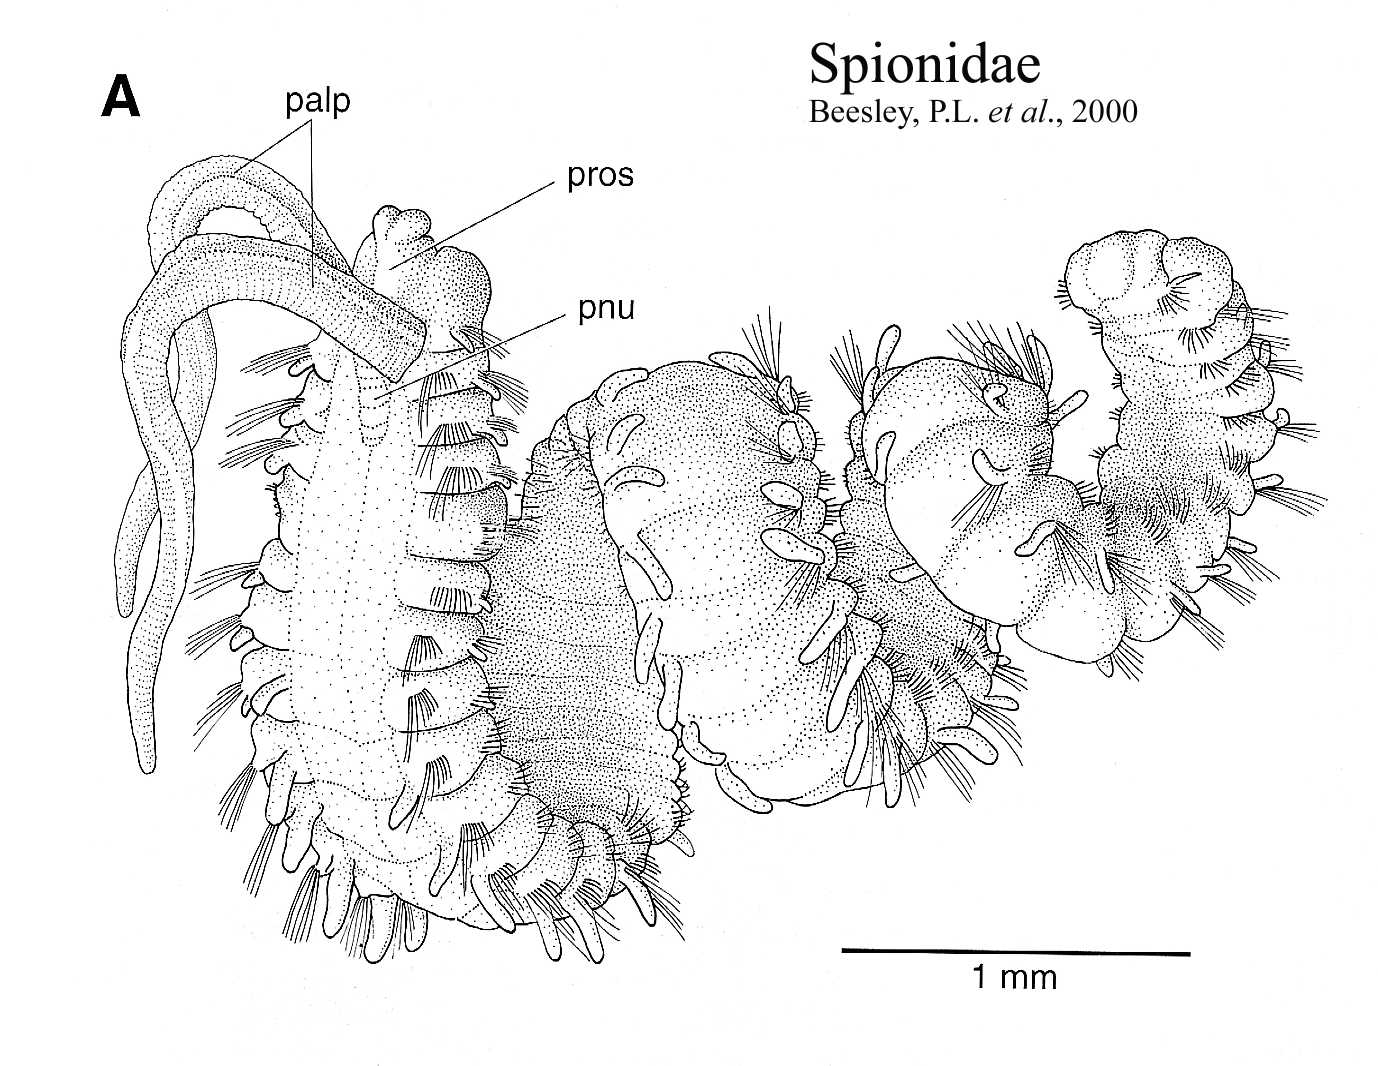 Spionidae
Beesley, P.L. et al., 2000
A
palp
pros
pnu
1 mm